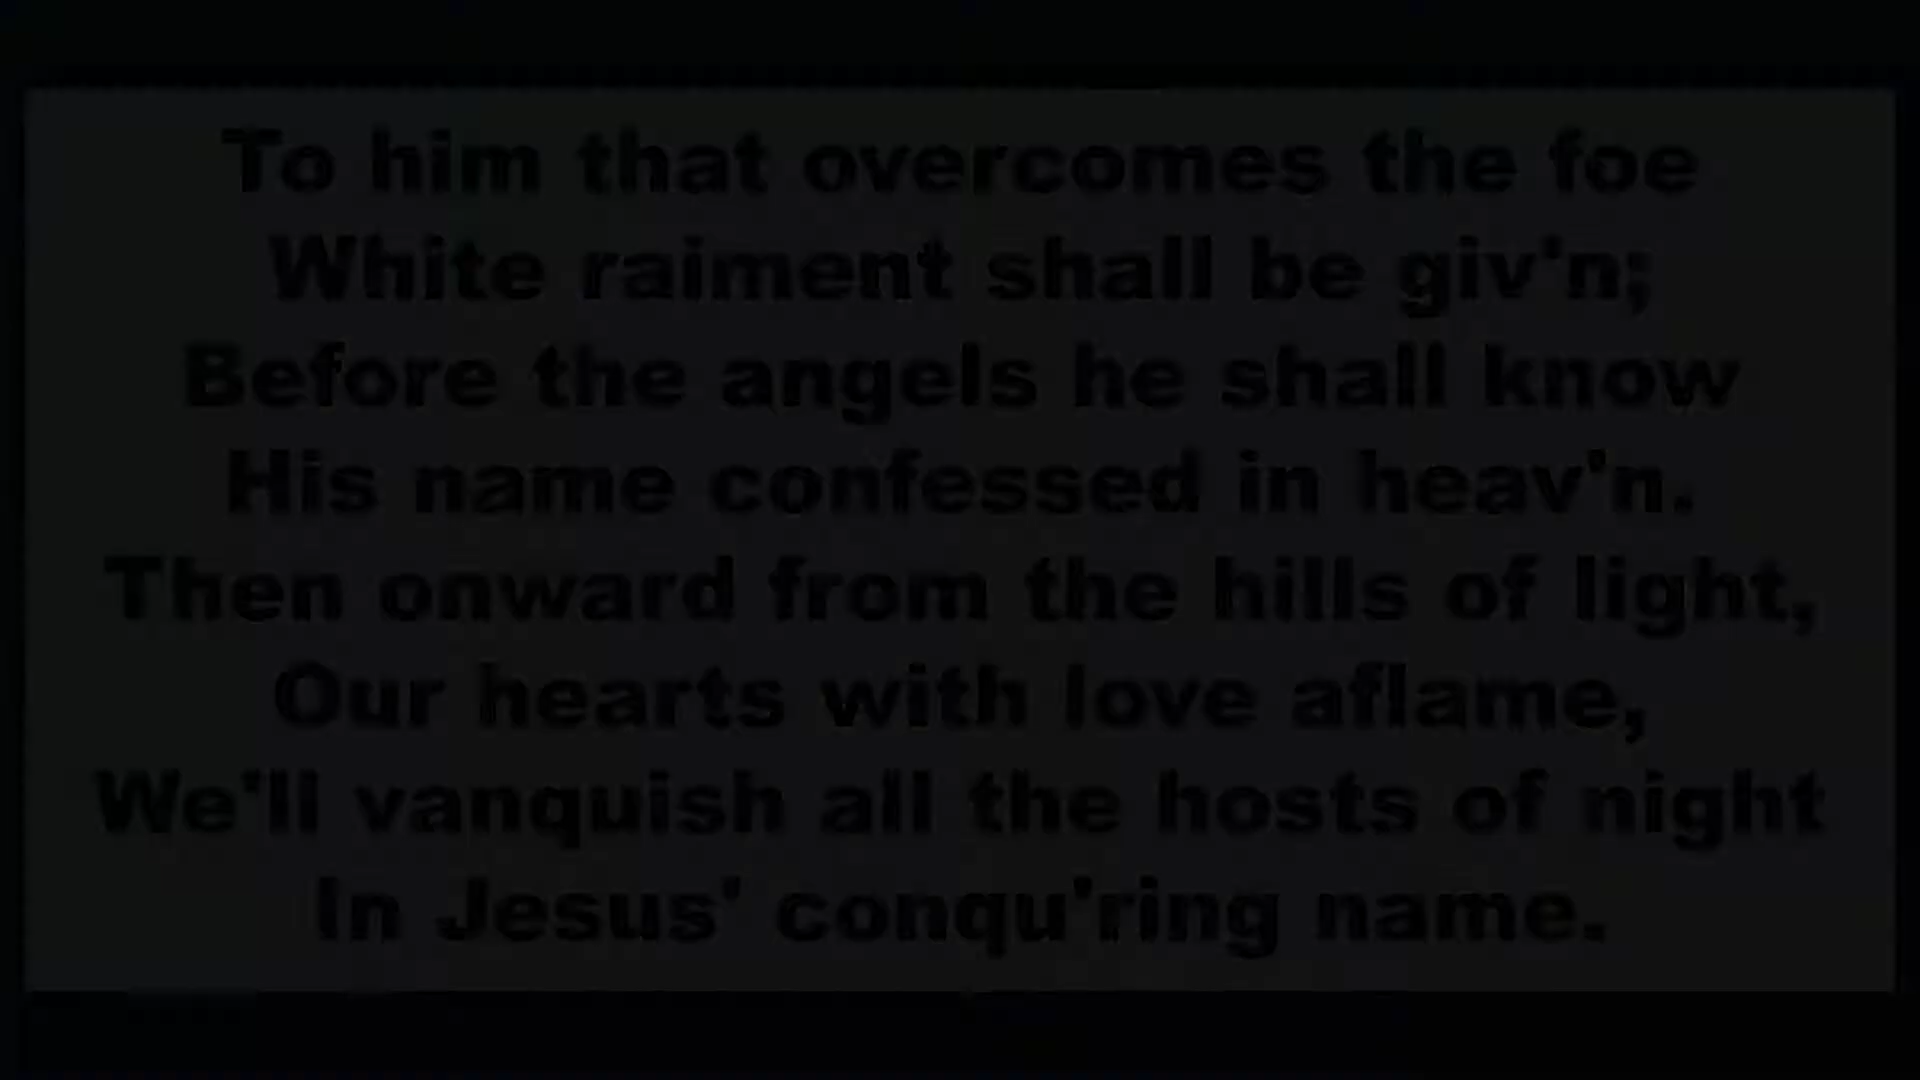 To him that overcomes the foe
White raiment shall be giv'n;
Before the angels he shall know
His name confessed in heav'n.
Then onward from the hills of light,
Our hearts with love aflame,
We'll vanquish all the hosts of night
In Jesus' conqu'ring name.